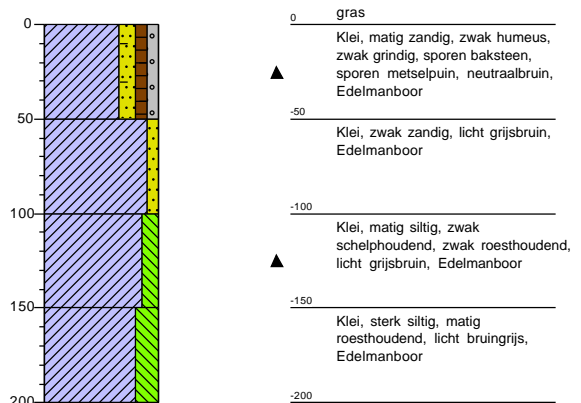 gras
0
0
Klei, matig zandig, zwak humeus,
zwak grindig, sporen baksteen,
sporen metselpuin, neutraalbruin,
Edelmanboor
50
-50
Klei, zwak zandig, licht grijsbruin,
Edelmanboor
100
-100
Klei, matig siltig, zwak
schelphoudend, zwak roesthoudend,
licht grijsbruin, Edelmanboor
150
-150
Klei, sterk siltig, matig
roesthoudend, licht bruingrijs,
Edelmanboor
200
-200